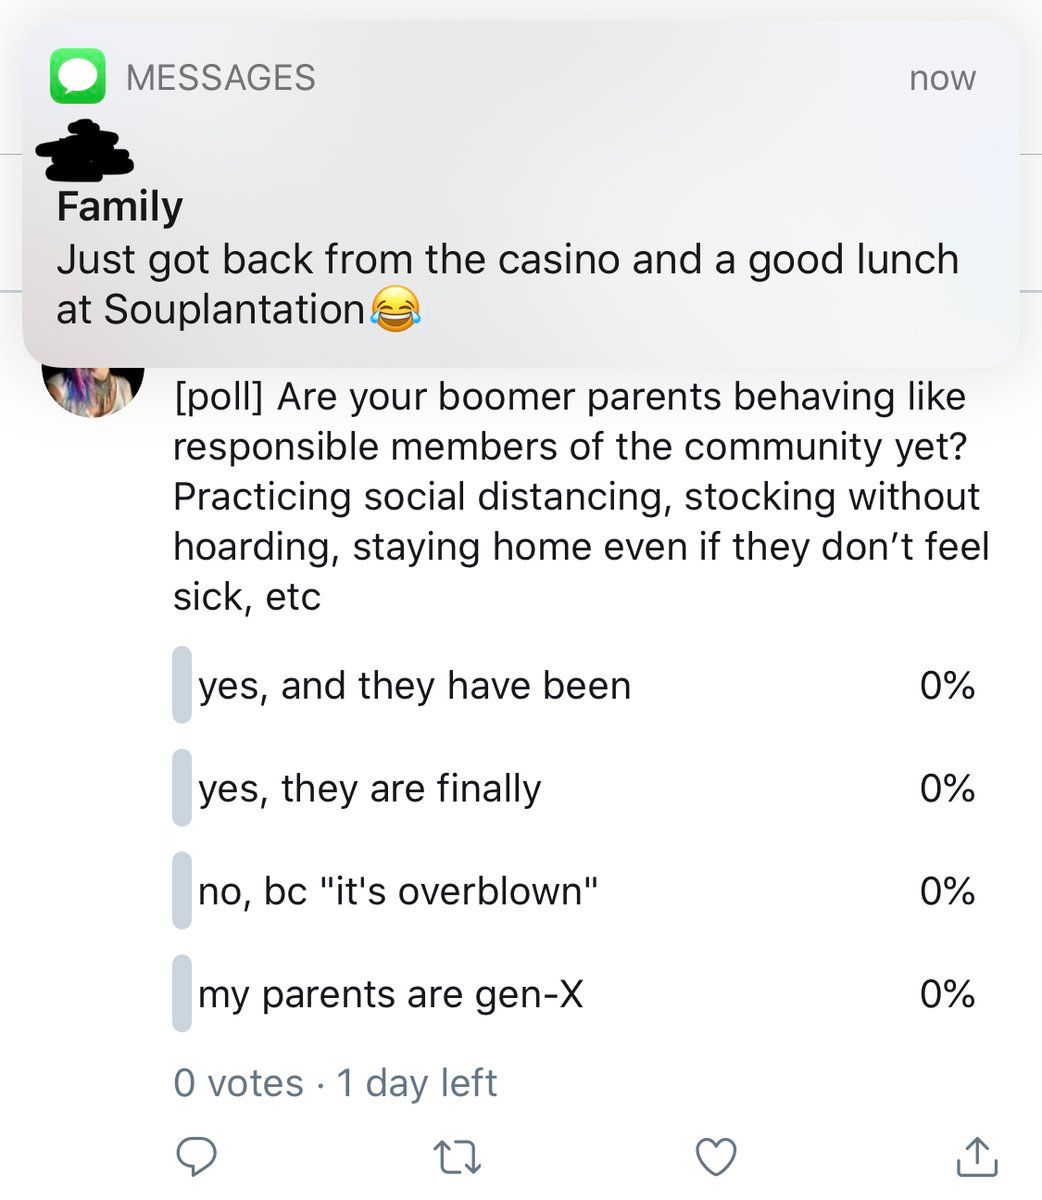 MESSAGES
now
Family
Just got back from the casino and a good lunch
at Souplantation😂
[poll] Are your boomer parents behaving like
responsible members of the community yet?
Practicing social distancing, stocking without
hoarding, staying home even if they don’t feel
sick, etc
yes, and they have been
0%
yes, they are finally
0%
no, bc "it's overblown"
0%
my parents are gen-X
0%
0 votes · 1 day left